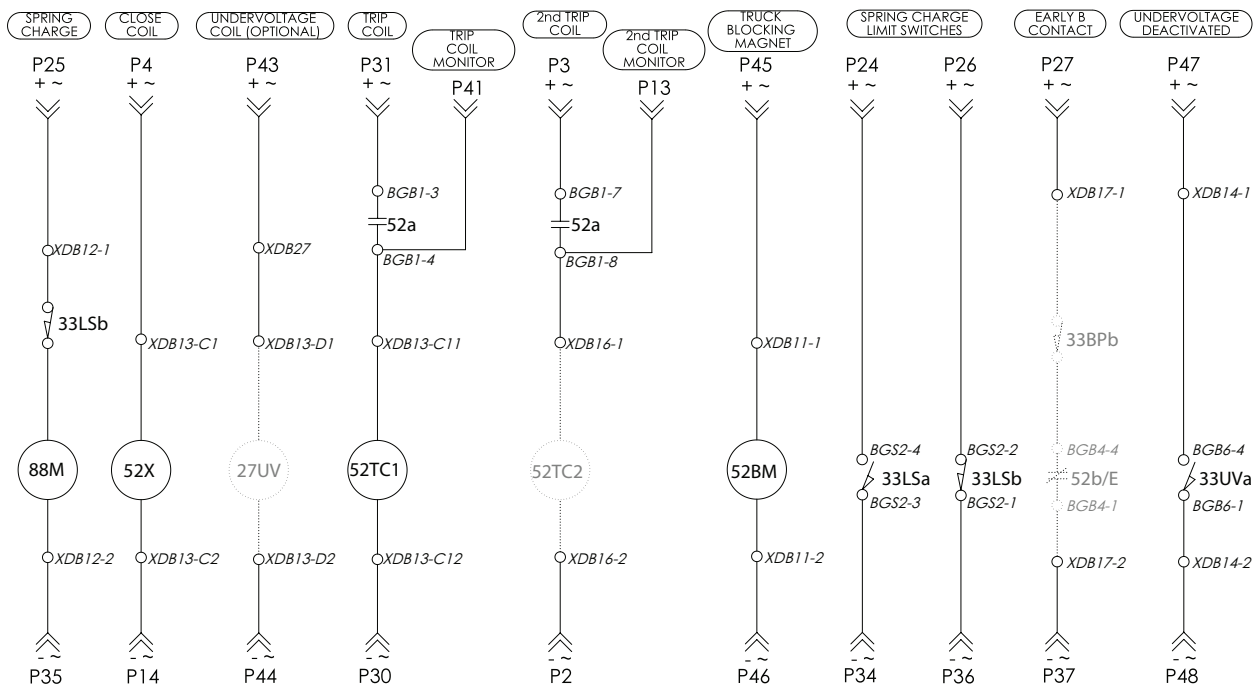 SPRING
CHARGE
CLOSE
COIL
UNDERVOLTAGE
COIL (OPTIONAL)
TRIP
COIL
TRIP
COIL
MONITOR
2nd TRIP
COIL
2nd TRIP
COIL
MONITOR
TRUCK
BLOCKING
MAGNET
SPRING CHARGE
LIMIT SWITCHES
EARLY B
CONTACT
UNDERVOLTAGE
DEACTIVATED
P25
+ ~
P4
+ ~
P43
+ ~
P31
+ ~
P41
P3
+ ~
P13
P45
+ ~
P24
+ ~
P26
+ ~
P27
+ ~
P47
+ ~
BGB1-3
52a
BGB1-4
BGB1-7
52a
BGB1-8
XDB17-1
XDB14-1
XDB12-1
XDB27
33LSb
XDB13-C1
XDB13-D1
XDB13-C11
XDB16-1
XDB11-1
33BPb
88M
52X
27UV
52TC1
52TC2
52BM
BGS2-4
33LSa
BGS2-3
BGS2-2
33LSb
BGS2-1
BGB4-4
52b/E
BGB4-1
BGB6-4
33UVa
BGB6-1
XDB12-2
XDB13-C2
XDB13-D2
XDB13-C12
XDB16-2
XDB11-2
XDB17-2
XDB14-2
- ~
P35
- ~
P14
- ~
P44
- ~
P30
- ~
P2
- ~
P46
- ~
P34
- ~
P36
- ~
P37
- ~
P48